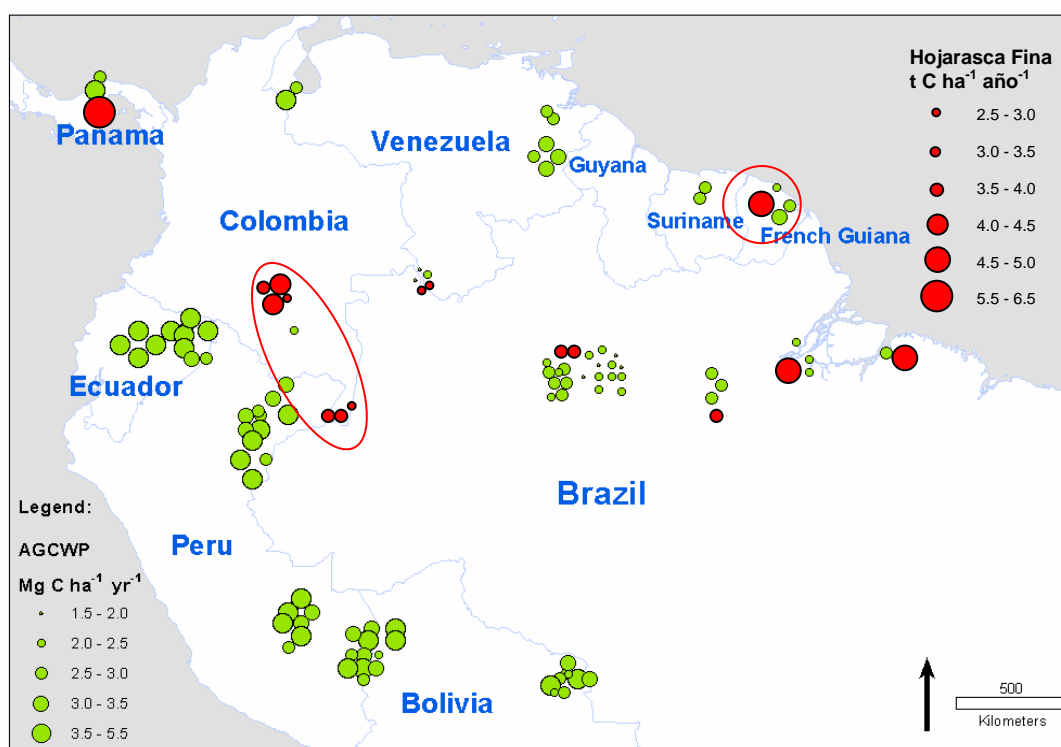 Hojarasca Fina
t C ha⁻¹ año⁻¹
2.5 - 3.0
3.0 - 3.5
3.5 - 4.0
4.0 - 4.5
4.5 - 5.0
5.5 - 6.5
Panama
Venezuela
Guyana
Colombia
Suriname
French Guiana
Ecuador
Brazil
Peru
Bolivia
Legend:
AGCWP
Mg C ha⁻¹ yr⁻¹
1.5 - 2.0
2.0 - 2.5
2.5 - 3.0
3.0 - 3.5
3.5 - 5.5
500
Kilometers